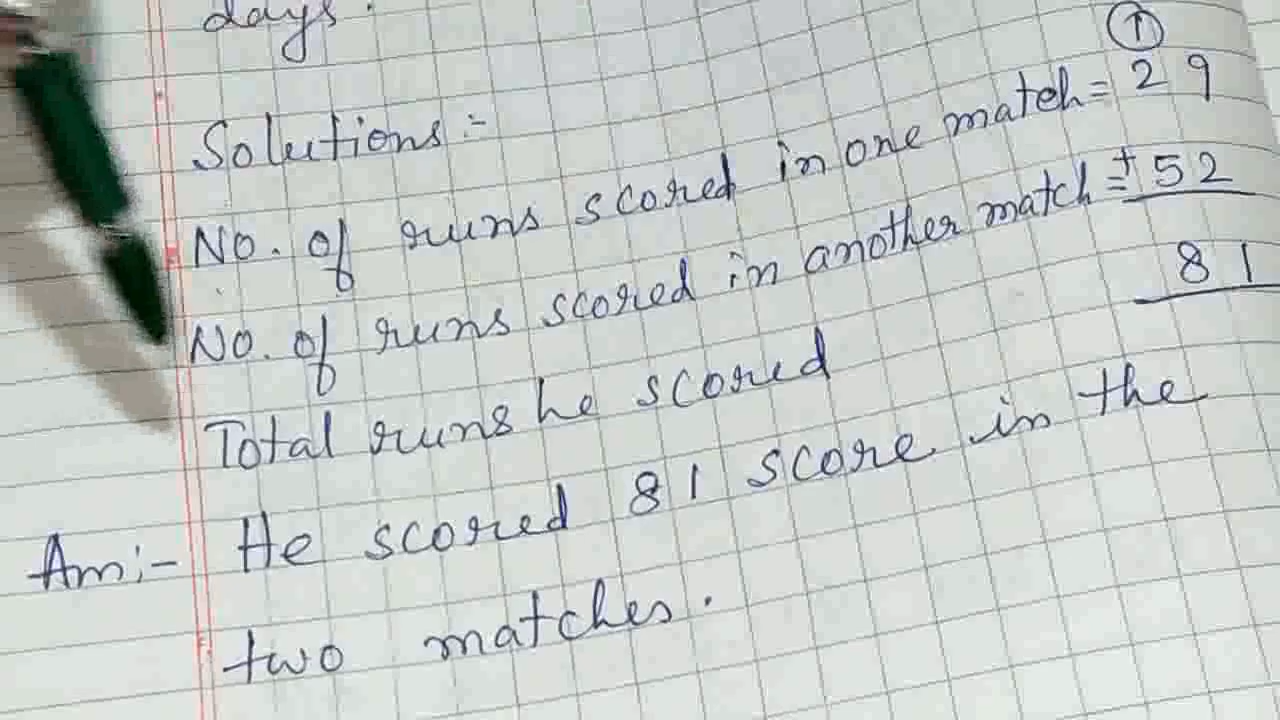 days.
①
Solutions :-
No. of runs scored in one match = 29
No. of runs scored in another match = + 52
Total runs he scored 81
Ans:- He scored 81 score in the
two matches.